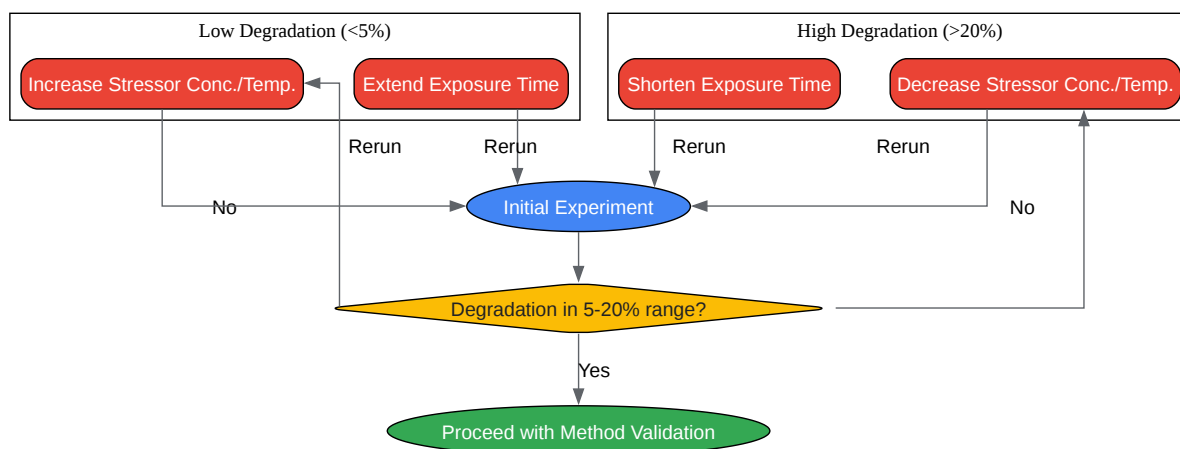 Low Degradation (<5%)
High Degradation (>20%)
Increase Stressor Conc./Temp.
Extend Exposure Time
Shorten Exposure Time
Decrease Stressor Conc./Temp.
Rerun
Rerun
Rerun
Rerun
No
Initial Experiment
No
Degradation in 5-20% range?
Yes
Proceed with Method Validation